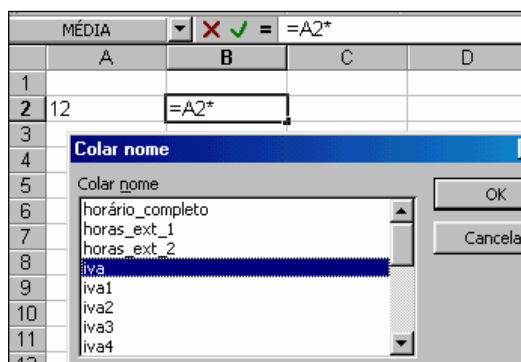 MÉDIA = =A2*
A B C D
1
2 12 =A2*
3
Colar nome
4
5 Colar nome OK
6 horário_completo
7 horas_ext_1 Cancela
horas_ext_2
8 iva
9 iva1
10 iva2
iva3
11 iva4